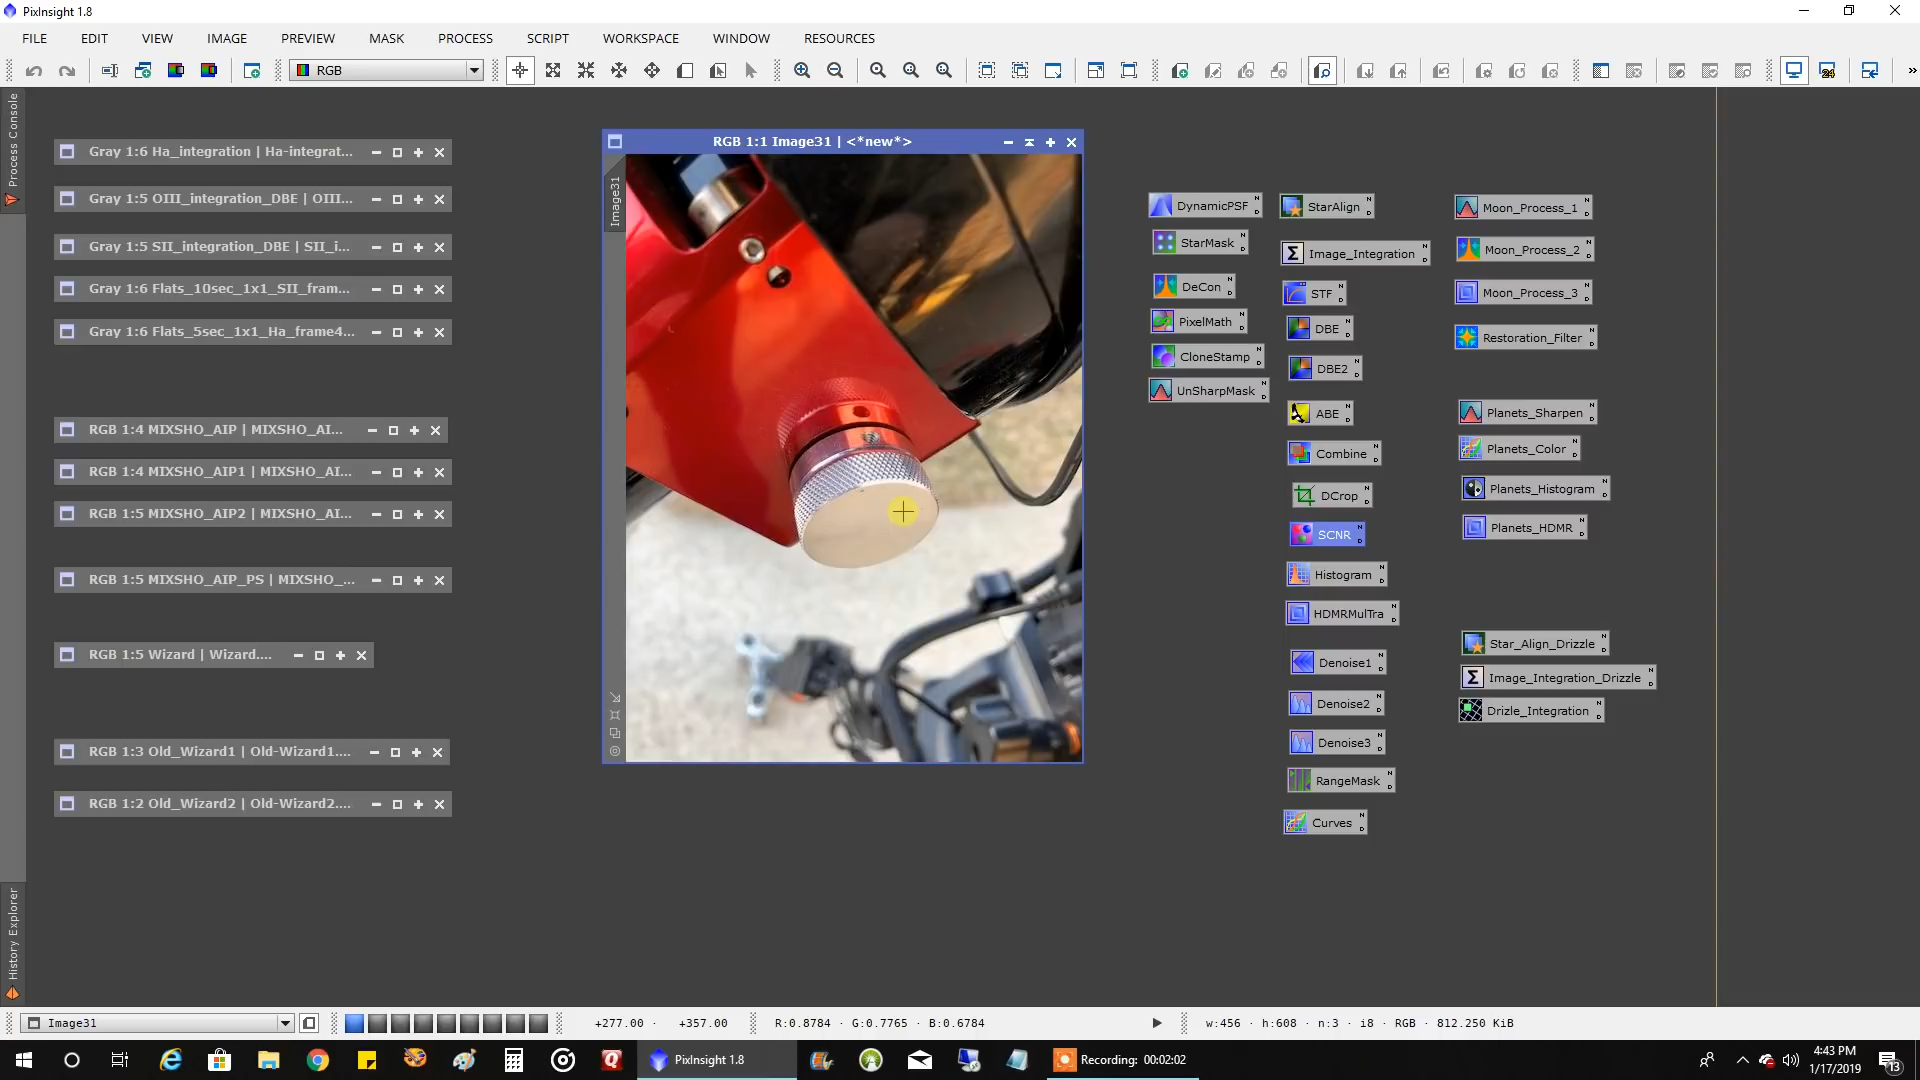 PixInsight 1.8
FILE EDIT VIEW IMAGE PREVIEW MASK PROCESS SCRIPT WORKSPACE WINDOW RESOURCES
RGB
24
Process Console
History Explorer
Gray 1:6 Ha_integration | Ha-integrat...
Gray 1:5 OIII_integration_DBE | OIII...
Gray 1:5 SII_integration_DBE | SII_i...
Gray 1:6 Flats_10sec_1x1_SII_fram...
Gray 1:6 Flats_5sec_1x1_Ha_frame4...
RGB 1:4 MIXSHO_AIP | MIXSHO_AI...
RGB 1:4 MIXSHO_AIP1 | MIXSHO_AI...
RGB 1:5 MIXSHO_AIP2 | MIXSHO_AI...
RGB 1:5 MIXSHO_AIP_PS | MIXSHO_...
RGB 1:5 Wizard | Wizard....
RGB 1:3 Old_Wizard1 | Old-Wizard1....
RGB 1:2 Old_Wizard2 | Old-Wizard2....
RGB 1:1 Image31 | <*new*>
Image31
DynamicPSF
StarMask
DeCon
PixelMath
CloneStamp
UnSharpMask
StarAlign
Image_Integration
STF
DBE
DBE2
ABE
Combine
DCrop
SCNR
Histogram
HDMRMulTra
Denoise1
Denoise2
Denoise3
RangeMask
Curves
Moon_Process_1
Moon_Process_2
Moon_Process_3
Restoration_Filter
Planets_Sharpen
Planets_Color
Planets_Histogram
Planets_HDMR
Star_Align_Drizzle
Image_Integration_Drizzle
Drizle_Integration
Image31 +277.00 · +357.00 R:0.8784 · G:0.7765 · B:0.6784 w:456 · h:608 · n:3 · i8 · RGB · 812.250 KiB
PixInsight 1.8
Recording: 00:02:02
4:43 PM
1/17/2019
13